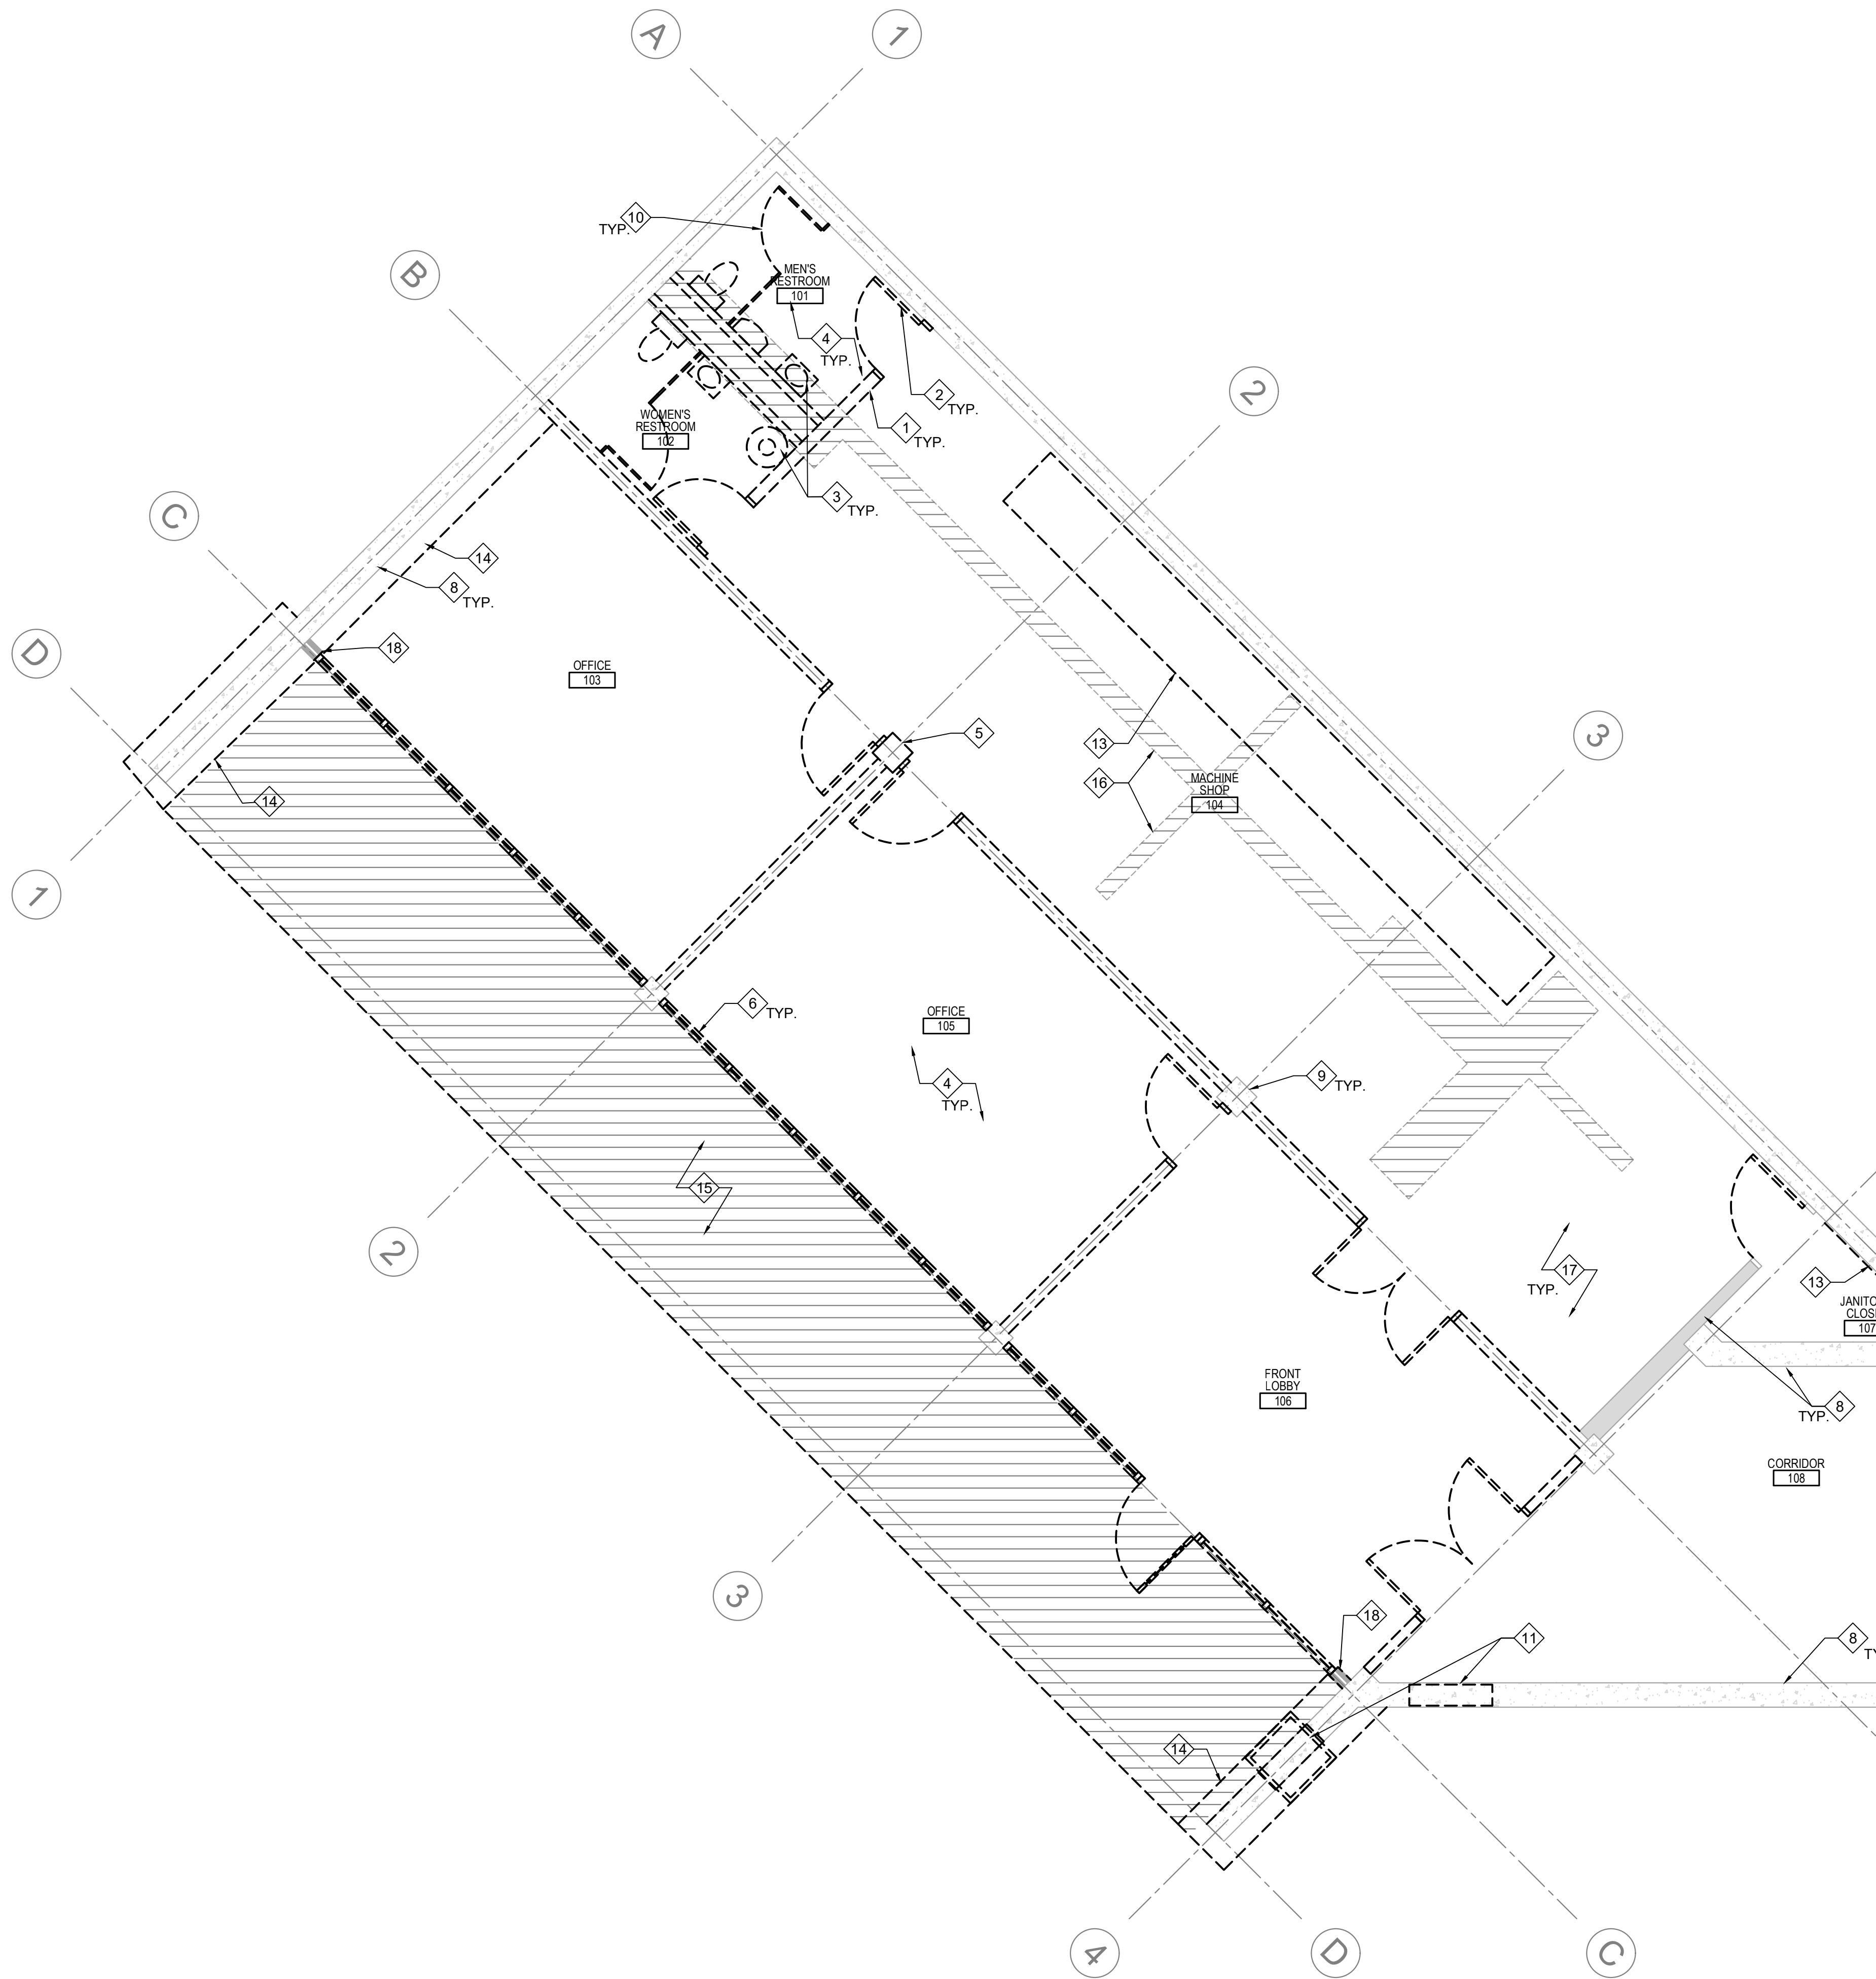 A
1
10
TYP.
MEN'S
RESTROOM
101
B
4
TYP.
2
TYP.
2
WOMEN'S
RESTROOM
102
1
TYP.
3
TYP.
C
14
8
TYP.
D
18
OFFICE
103
5
13
3
16
MACHINE
SHOP
104
14
1
6
TYP.
OFFICE
105
4
TYP.
9
TYP.
15
2
17
TYP.
13
107
FRONT
LOBBY
106
8
TYP.
CORRIDOR
108
3
18
11
8
14
4
D
C